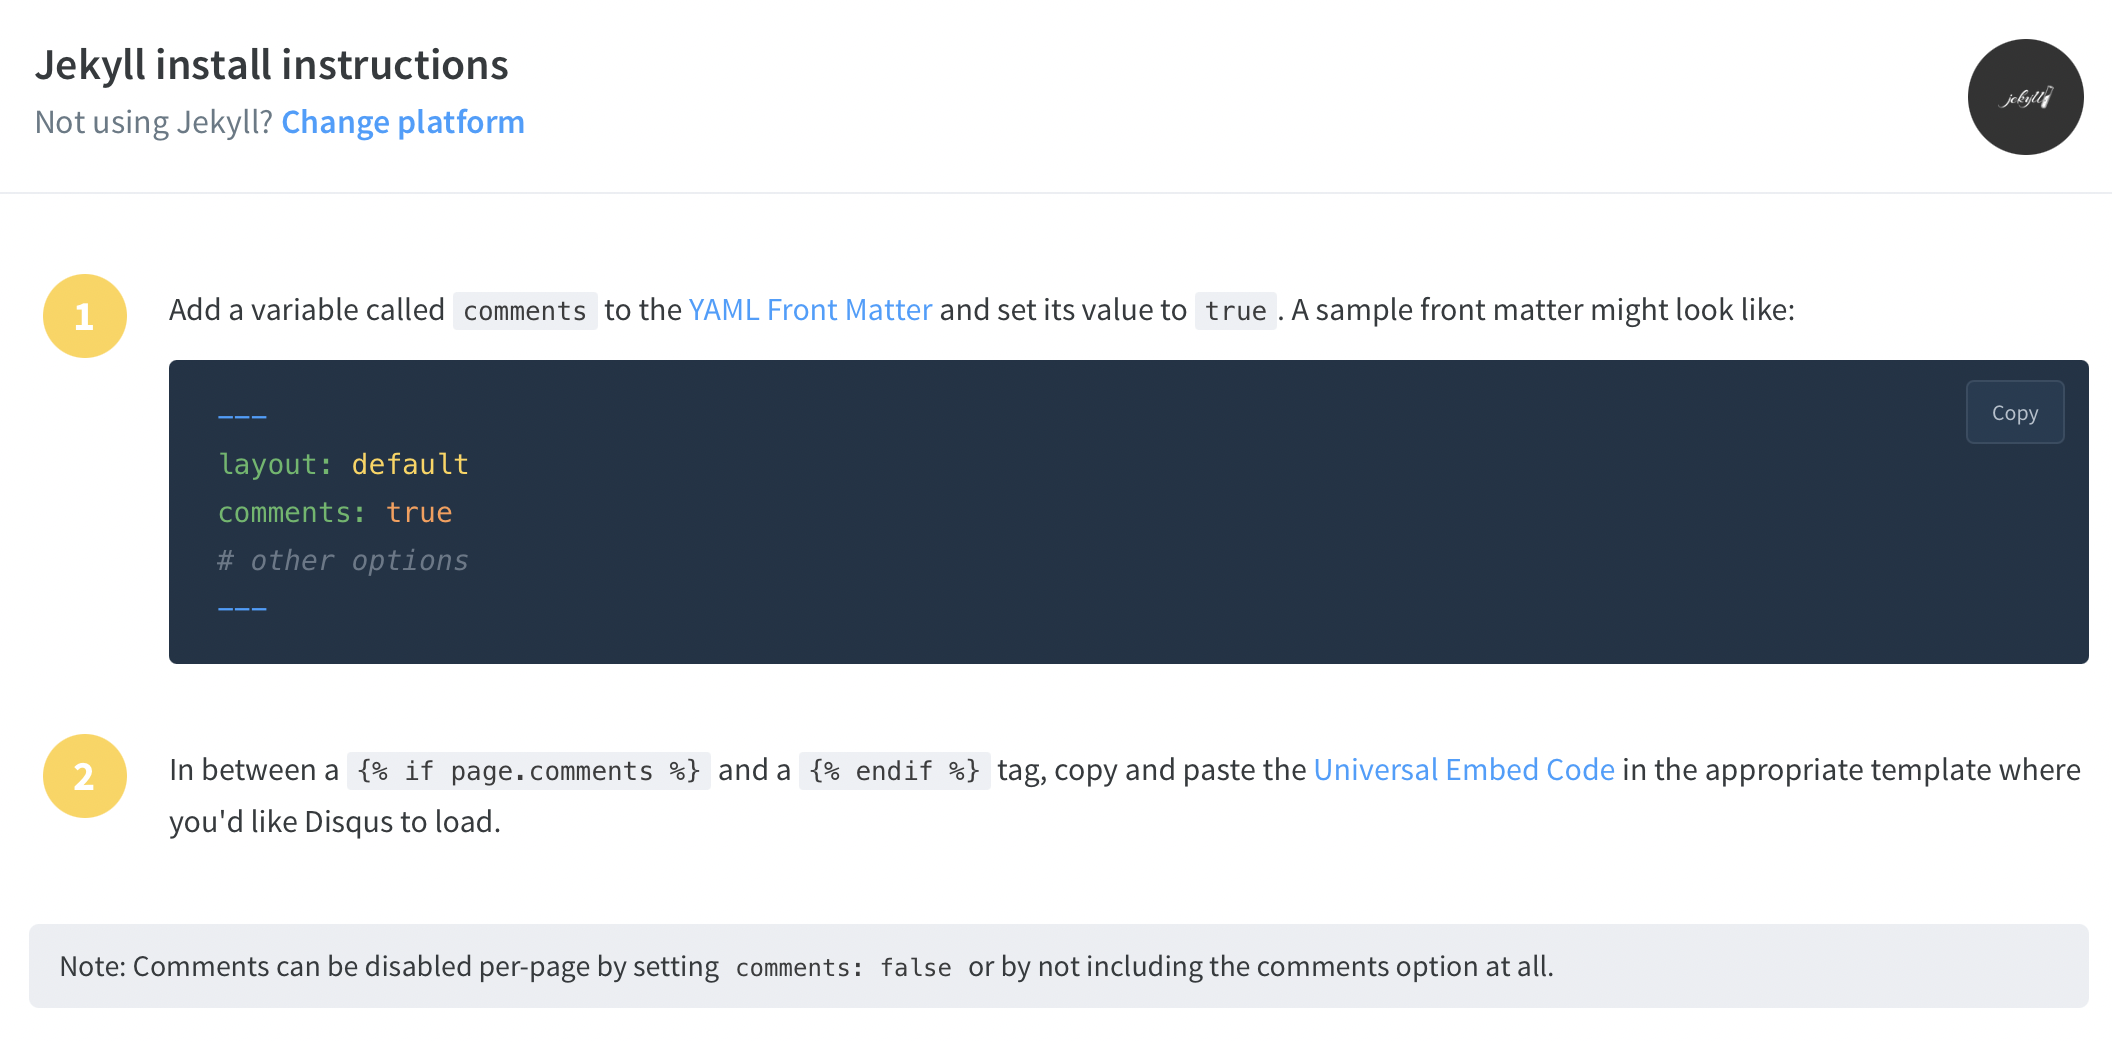 Jekyll install instructions
Not using Jekyll? Change platform
jekyll
1
Add a variable called comments to the YAML Front Matter and set its value to true. A sample front matter might look like:
Copy
---
layout: default
comments: true
# other options
---
2
In between a {% if page.comments %} and a {% endif %} tag, copy and paste the Universal Embed Code in the appropriate template where
you'd like Disqus to load.
Note: Comments can be disabled per-page by setting comments: false or by not including the comments option at all.